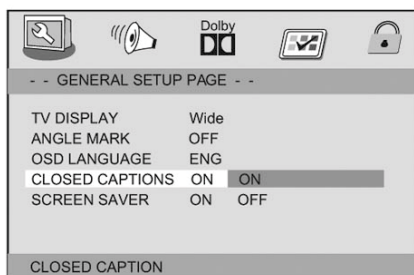 Dolby
- - GENERAL SETUP PAGE - -
TV DISPLAY Wide
ANGLE MARK OFF
OSD LANGUAGE ENG
CLOSED CAPTIONS ON ON
SCREEN SAVER ON OFF
CLOSED CAPTION